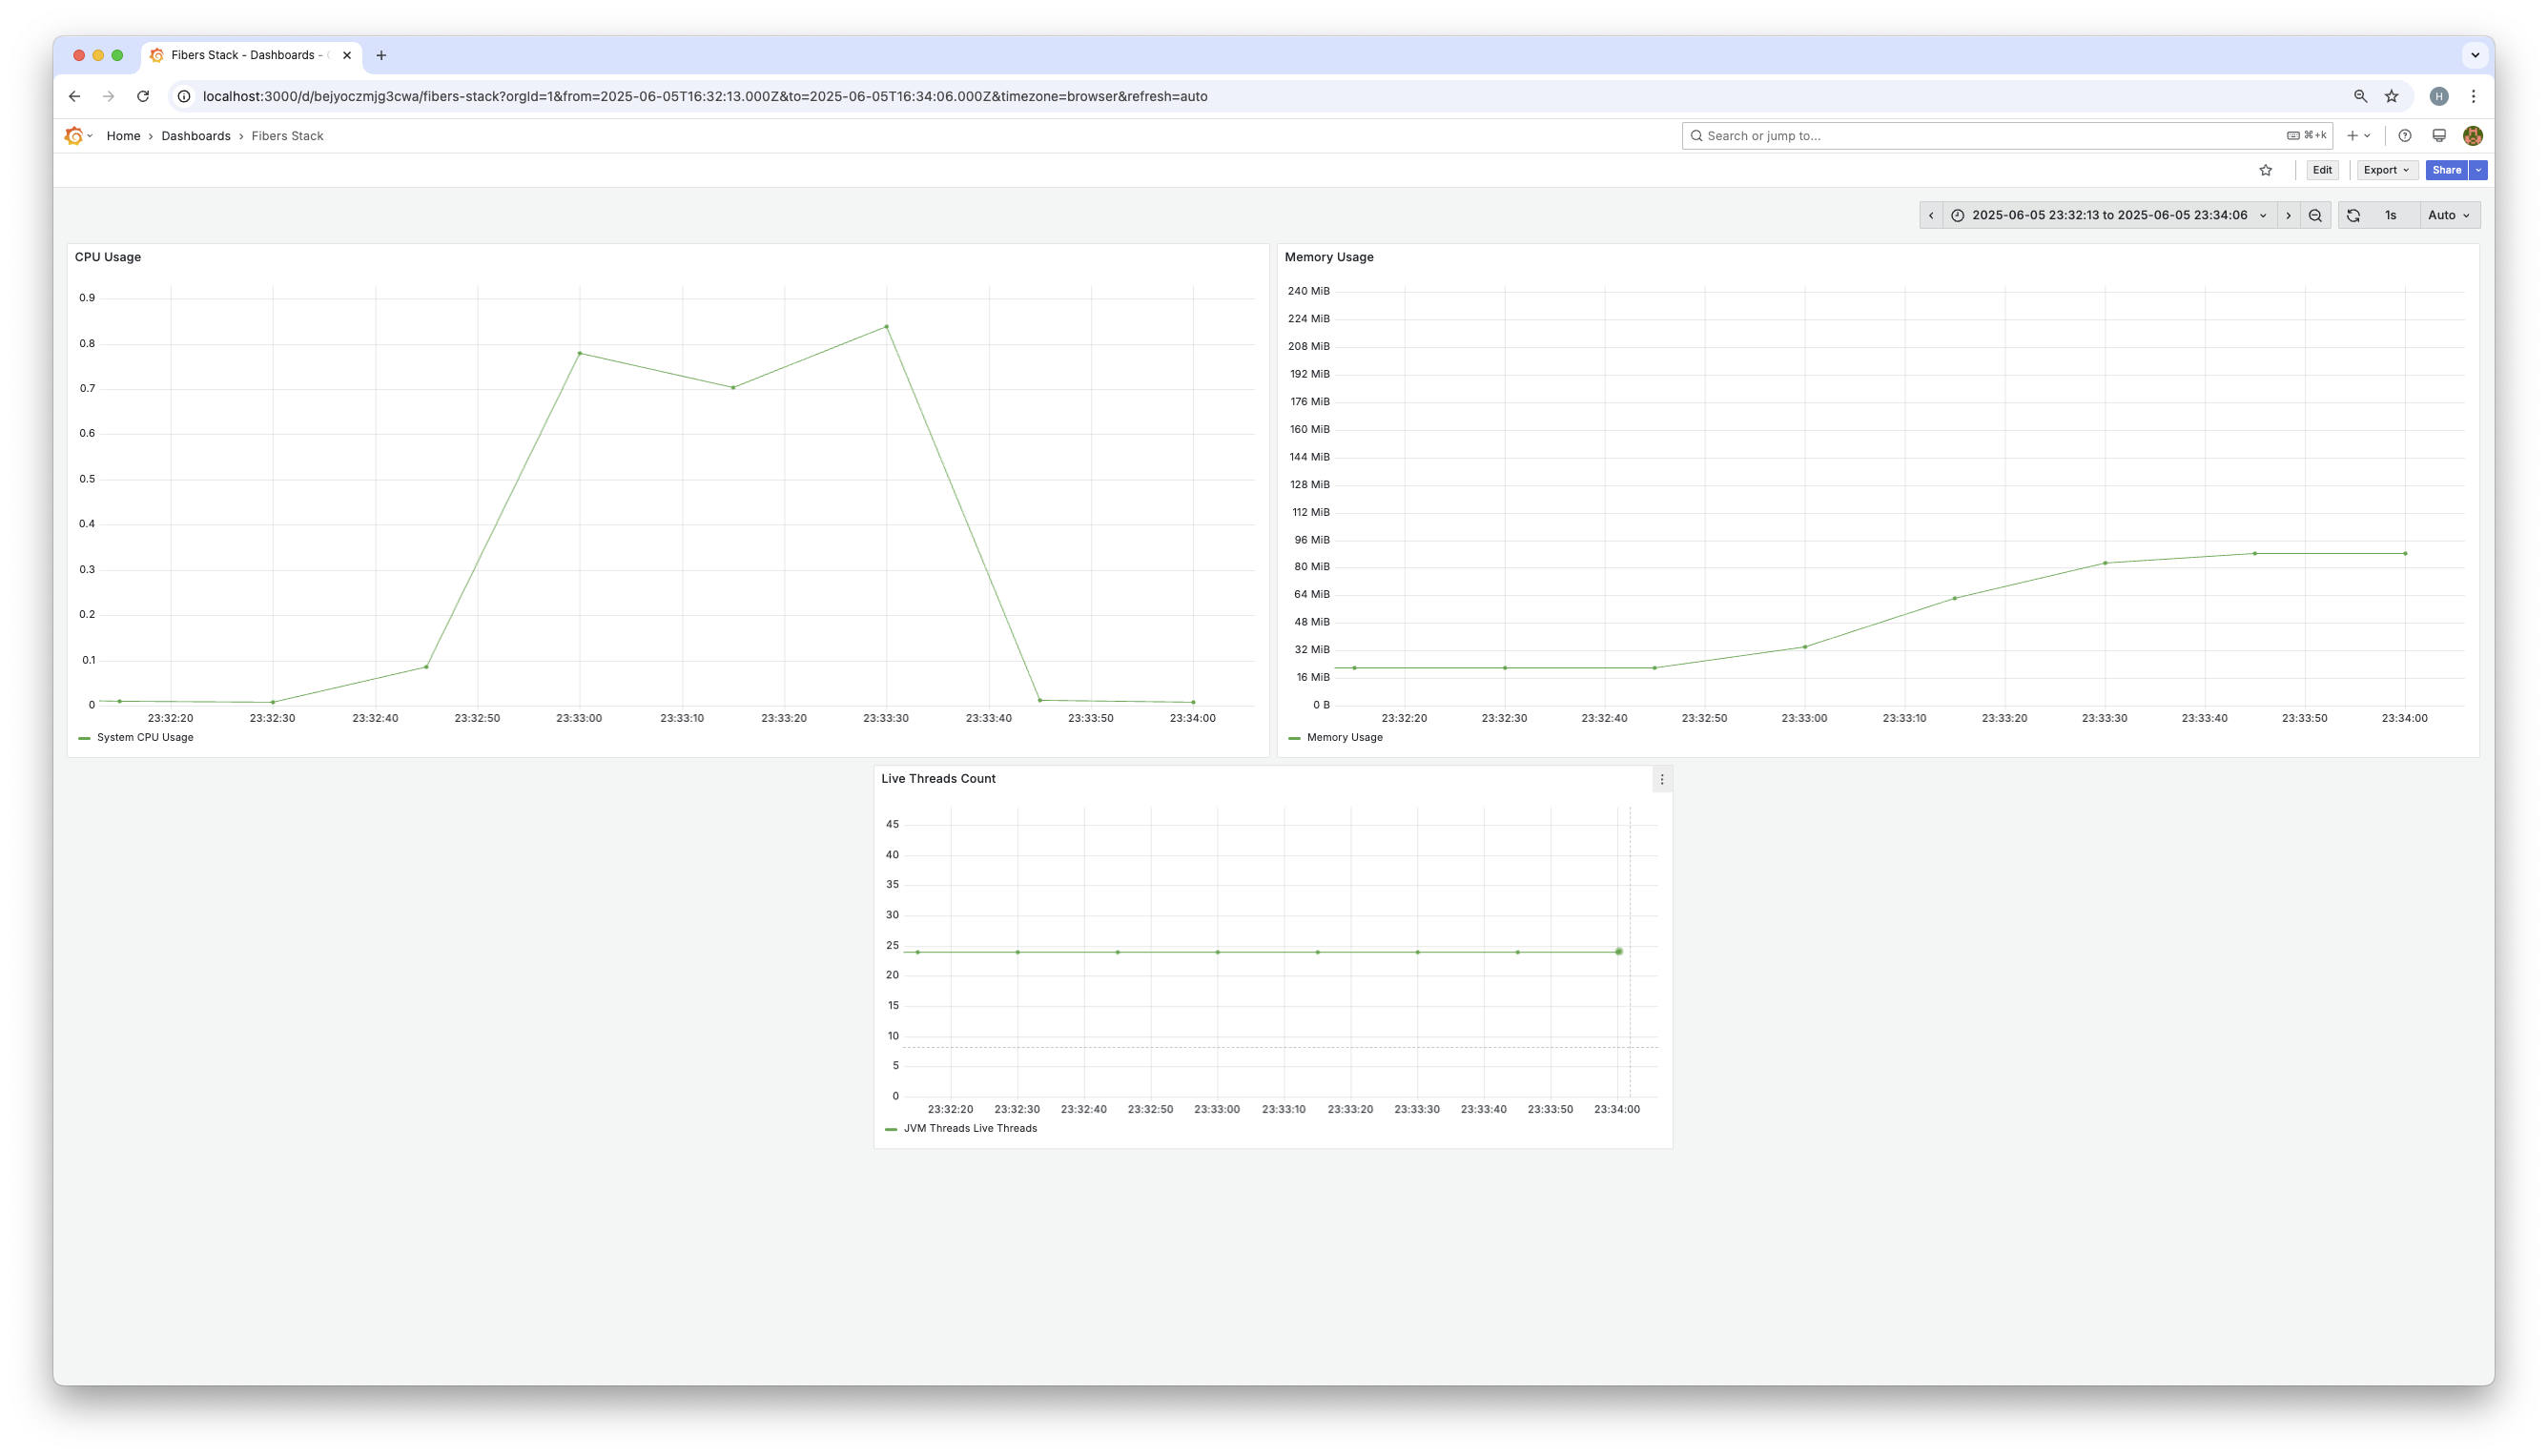 Fibers Stack - Dashboards -
localhost:3000/d/bejyoczmjg3cwa/fibers-stack?orgId=1&from=2025-06-05T16:32:13.000Z&to=2025-06-05T16:34:06.000Z&timezone=browser&refresh=auto
H
Home › Dashboards › Fibers Stack
Search or jump to...
⌘+k
Edit
Export
Share
2025-06-05 23:32:13 to 2025-06-05 23:34:06
1s
Auto
CPU Usage
0.9
0.8
0.7
0.6
0.5
0.4
0.3
0.2
0.1
0
23:32:20 23:32:30 23:32:40 23:32:50 23:33:00 23:33:10 23:33:20 23:33:30 23:33:40 23:33:50 23:34:00
System CPU Usage
Memory Usage
240 MiB
224 MiB
208 MiB
192 MiB
176 MiB
160 MiB
144 MiB
128 MiB
112 MiB
96 MiB
80 MiB
64 MiB
48 MiB
32 MiB
16 MiB
0 B
23:32:20 23:32:30 23:32:40 23:32:50 23:33:00 23:33:10 23:33:20 23:33:30 23:33:40 23:33:50 23:34:00
Memory Usage
Live Threads Count
45
40
35
30
25
20
15
10
5
0
23:32:20 23:32:30 23:32:40 23:32:50 23:33:00 23:33:10 23:33:20 23:33:30 23:33:40 23:33:50 23:34:00
JVM Threads Live Threads